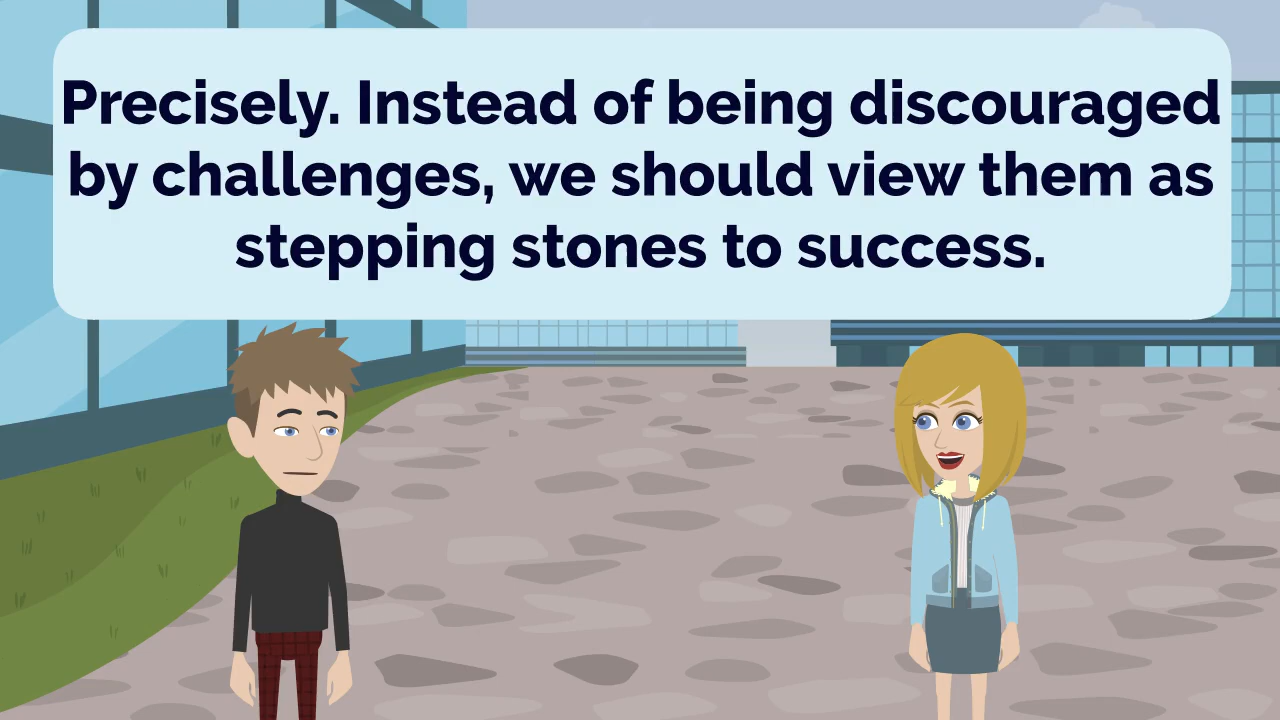 Precisely. Instead of being discouraged
by challenges, we should view them as
stepping stones to success.